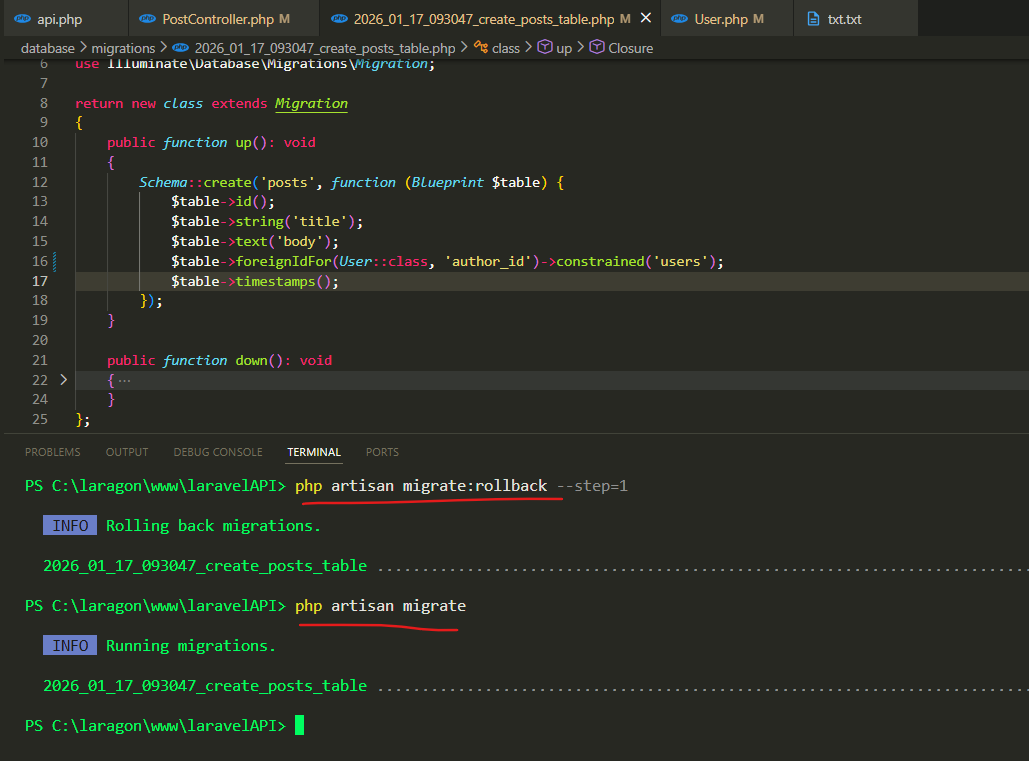 api.php PostController.php M 2026_01_17_093047_create_posts_table.php M User.php M txt.txt
database > migrations > 2026_01_17_093047_create_posts_table.php > class > up > Closure
6 use Illuminate\Database\Migrations\Migration;
7
8 return new class extends Migration
9 {
10 public function up(): void
11 {
12 Schema::create('posts', function (Blueprint $table) {
13 $table->id();
14 $table->string('title');
15 $table->text('body');
16 $table->foreignIdFor(User::class, 'author_id')->constrained('users');
17 $table->timestamps();
18 });
19 }
20
21 public function down(): void
22 { ...
24 }
25 };
PROBLEMS OUTPUT DEBUG CONSOLE TERMINAL PORTS
PS C:\laragon\www\laravelAPI> php artisan migrate:rollback --step=1
INFO Rolling back migrations.
2026_01_17_093047_create_posts_table ........................................................................
PS C:\laragon\www\laravelAPI> php artisan migrate
INFO Running migrations.
2026_01_17_093047_create_posts_table ........................................................................
PS C:\laragon\www\laravelAPI>